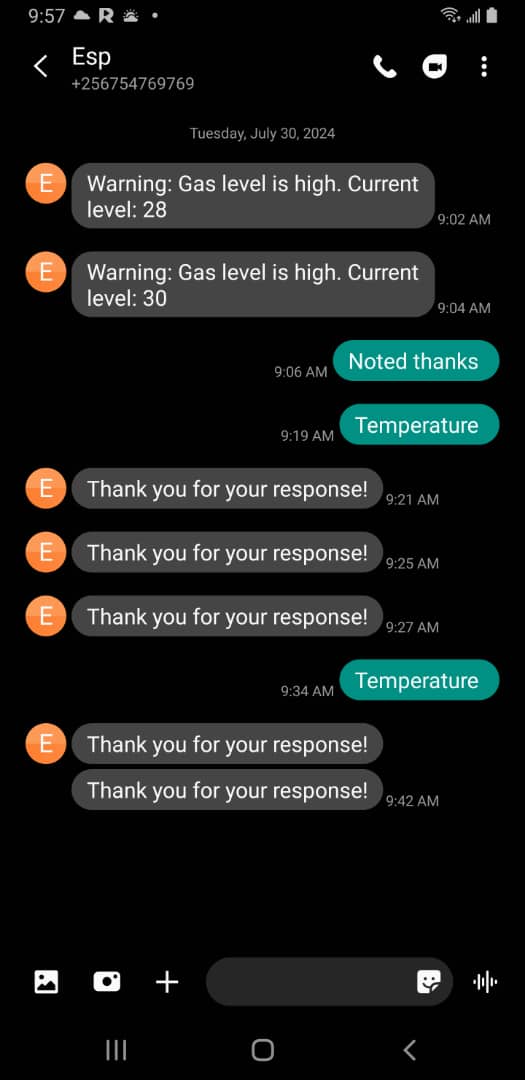 9:57
Esp
+256754769769
Tuesday, July 30, 2024
E
Warning: Gas level is high. Current
level: 28
9:02 AM
E
Warning: Gas level is high. Current
level: 30
9:04 AM
9:06 AM
Noted thanks
9:19 AM
Temperature
E
Thank you for your response!
9:21 AM
E
Thank you for your response!
9:25 AM
E
Thank you for your response!
9:27 AM
9:34 AM
Temperature
E
Thank you for your response!
Thank you for your response!
9:42 AM